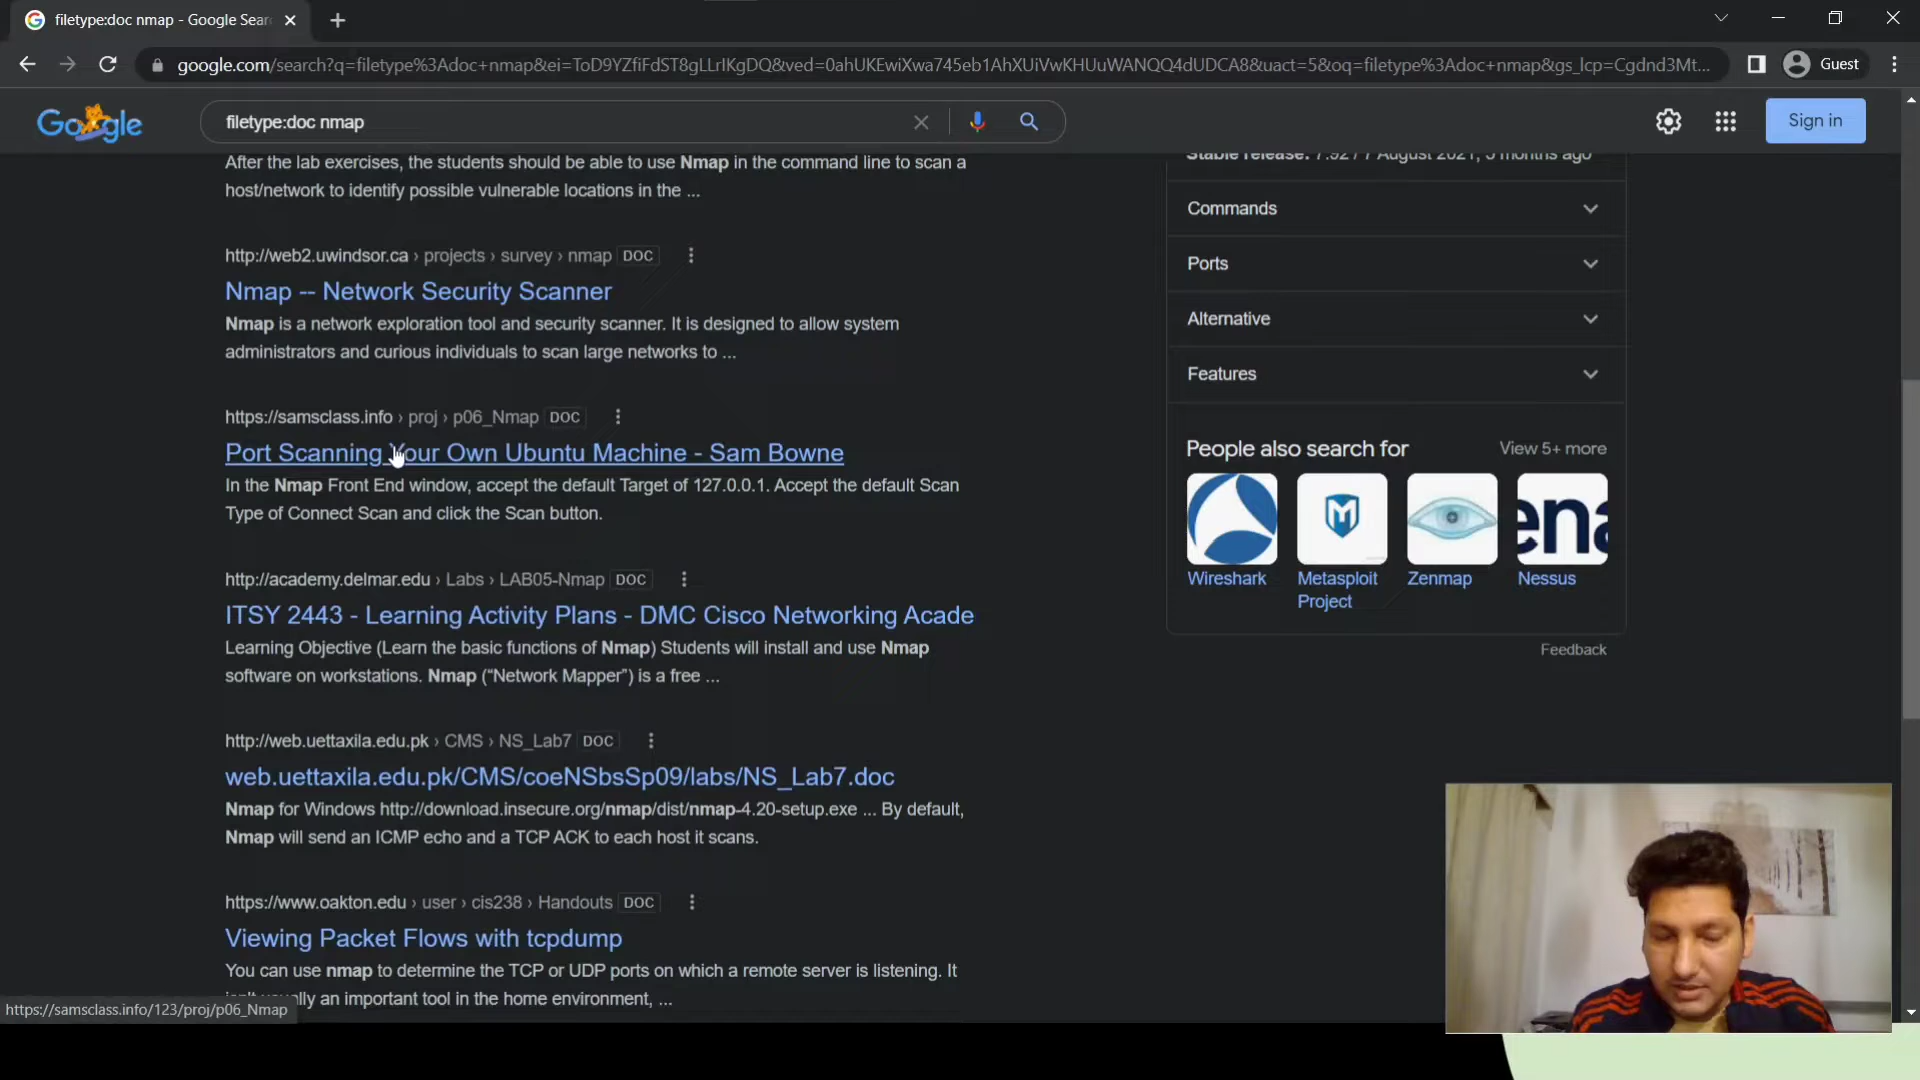 filetype:doc nmap - Google Sear
google.com/search?q=filetype%3Adoc+nmap&ei=ToD9YZfiFdST8gLLrIKgDQ&ved=0ahUKEwiXwa745eb1AhXUiVwKHUuWANQQ4dUDCA8&uact=5&oq=filetype%3Adoc+nmap&gs_lcp=Cgdnd3Mt...
Guest
Google
filetype:doc nmap
Sign in
After the lab exercises, the students should be able to use Nmap in the command line to scan a
host/network to identify possible vulnerable locations in the ...
http://web2.uwindsor.ca › projects › survey › nmap DOC
Nmap -- Network Security Scanner
Nmap is a network exploration tool and security scanner. It is designed to allow system
administrators and curious individuals to scan large networks to ...
https://samsclass.info › proj › p06_Nmap DOC
Port Scanning Your Own Ubuntu Machine - Sam Bowne
In the Nmap Front End window, accept the default Target of 127.0.0.1. Accept the default Scan
Type of Connect Scan and click the Scan button.
http://academy.delmar.edu › Labs › LAB05-Nmap DOC
ITSY 2443 - Learning Activity Plans - DMC Cisco Networking Acade
Learning Objective (Learn the basic functions of Nmap) Students will install and use Nmap
software on workstations. Nmap (“Network Mapper”) is a free ...
http://web.uettaxila.edu.pk › CMS › NS_Lab7 DOC
web.uettaxila.edu.pk/CMS/coeNSbsSp09/labs/NS_Lab7.doc
Nmap for Windows http://download.insecure.org/nmap/dist/nmap-4.20-setup.exe ... By default,
Nmap will send an ICMP echo and a TCP ACK to each host it scans.
https://www.oakton.edu › user › cis238 › Handouts DOC
Viewing Packet Flows with tcpdump
You can use nmap to determine the TCP or UDP ports on which a remote server is listening. It
an important tool in the home environment, ...
https://samsclass.info/123/proj/p06_Nmap
Stable release: 7.92 / 7 August 2021; 5 months ago
Commands
Ports
Alternative
Features
People also search for
View 5+ more
ena
Wireshark
Metasploit
Project
Zenmap
Nessus
Feedback